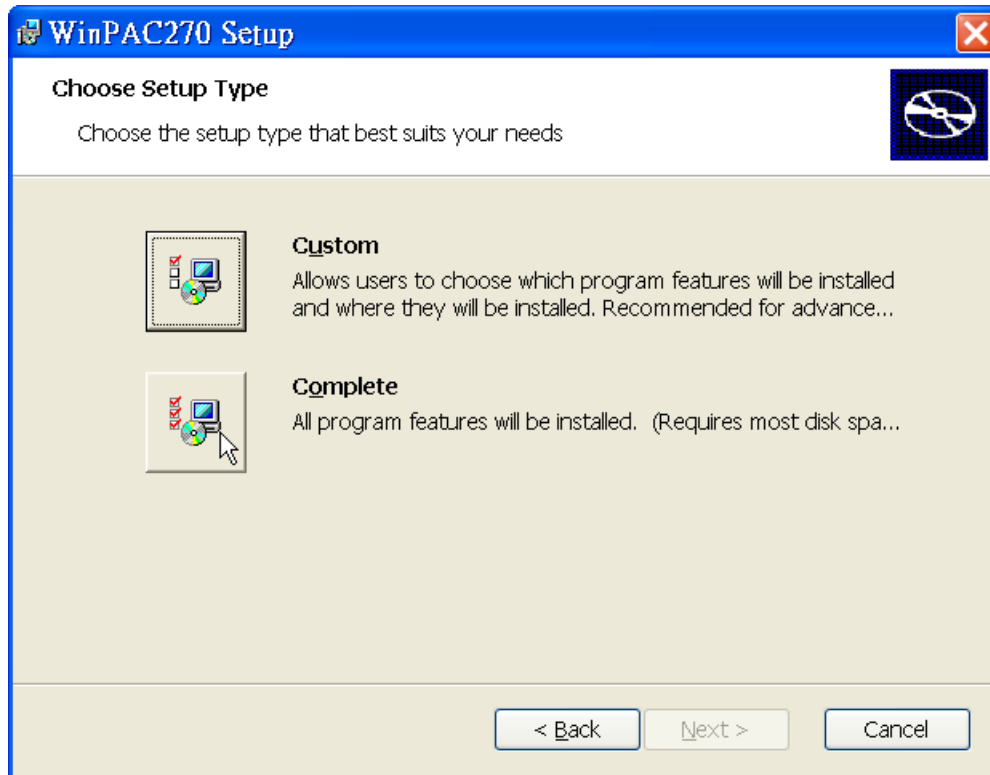 WinPAC270 Setup
Choose Setup Type
Choose the setup type that best suits your needs
Custom
Allows users to choose which program features will be installed
and where they will be installed. Recommended for advance...
Complete
All program features will be installed.  (Requires most disk spa...
< Back
Next >
Cancel